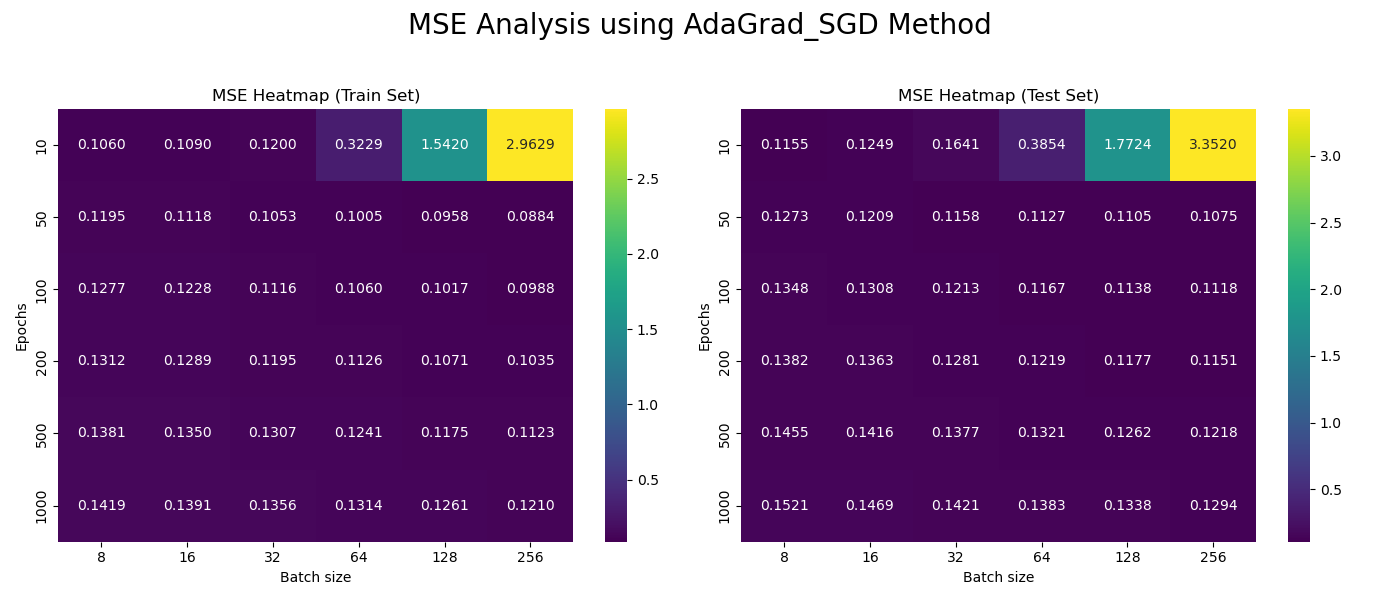 MSE Analysis using AdaGrad_SGD Method
MSE Heatmap (Train Set)
10 0.1060 0.1090 0.1200 0.3229 1.5420 2.9629
50 0.1195 0.1118 0.1053 0.1005 0.0958 0.0884
100 0.1277 0.1228 0.1116 0.1060 0.1017 0.0988
200 0.1312 0.1289 0.1195 0.1126 0.1071 0.1035
500 0.1381 0.1350 0.1307 0.1241 0.1175 0.1123
1000 0.1419 0.1391 0.1356 0.1314 0.1261 0.1210
8 16 32 64 128 256
Batch size
Epochs
2.5
2.0
1.5
1.0
0.5
MSE Heatmap (Test Set)
10 0.1155 0.1249 0.1641 0.3854 1.7724 3.3520
50 0.1273 0.1209 0.1158 0.1127 0.1105 0.1075
100 0.1348 0.1308 0.1213 0.1167 0.1138 0.1118
200 0.1382 0.1363 0.1281 0.1219 0.1177 0.1151
500 0.1455 0.1416 0.1377 0.1321 0.1262 0.1218
1000 0.1521 0.1469 0.1421 0.1383 0.1338 0.1294
8 16 32 64 128 256
Batch size
Epochs
3.0
2.5
2.0
1.5
1.0
0.5